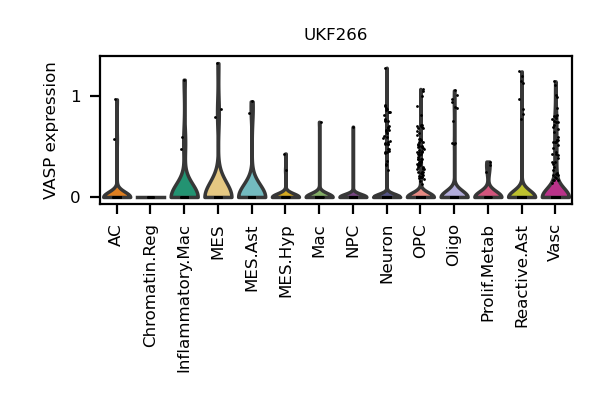 UKF266
VASP expression
1
0
AC
Chromatin.Reg
Inflammatory.Mac
MES
MES.Ast
MES.Hyp
Mac
NPC
Neuron
OPC
Oligo
Prolif.Metab
Reactive.Ast
Vasc